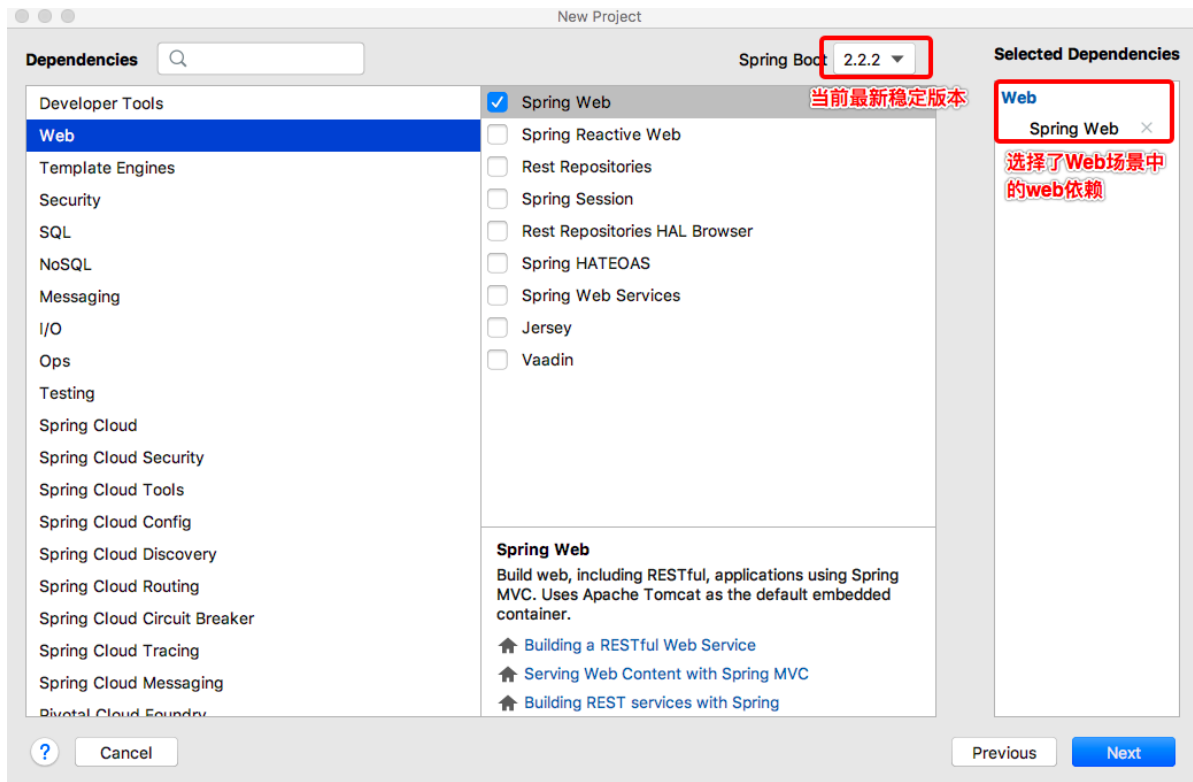 New Project
Dependencies
Spring Boot 2.2.2
Selected Dependencies
当前最新稳定版本
Developer Tools
Web
Template Engines
Security
SQL
NoSQL
Messaging
I/O
Ops
Testing
Spring Cloud
Spring Cloud Security
Spring Cloud Tools
Spring Cloud Config
Spring Cloud Discovery
Spring Cloud Routing
Spring Cloud Circuit Breaker
Spring Cloud Tracing
Spring Cloud Messaging
Pivotal Cloud Foundry
Spring Web
Spring Reactive Web
Rest Repositories
Spring Session
Rest Repositories HAL Browser
Spring HATEOAS
Spring Web Services
Jersey
Vaadin
Spring Web
Build web, including RESTful, applications using Spring
MVC. Uses Apache Tomcat as the default embedded
container.
Building a RESTful Web Service
Serving Web Content with Spring MVC
Building REST services with Spring
Web
Spring Web
选择了Web场景中
的web依赖
?
Cancel
Previous
Next